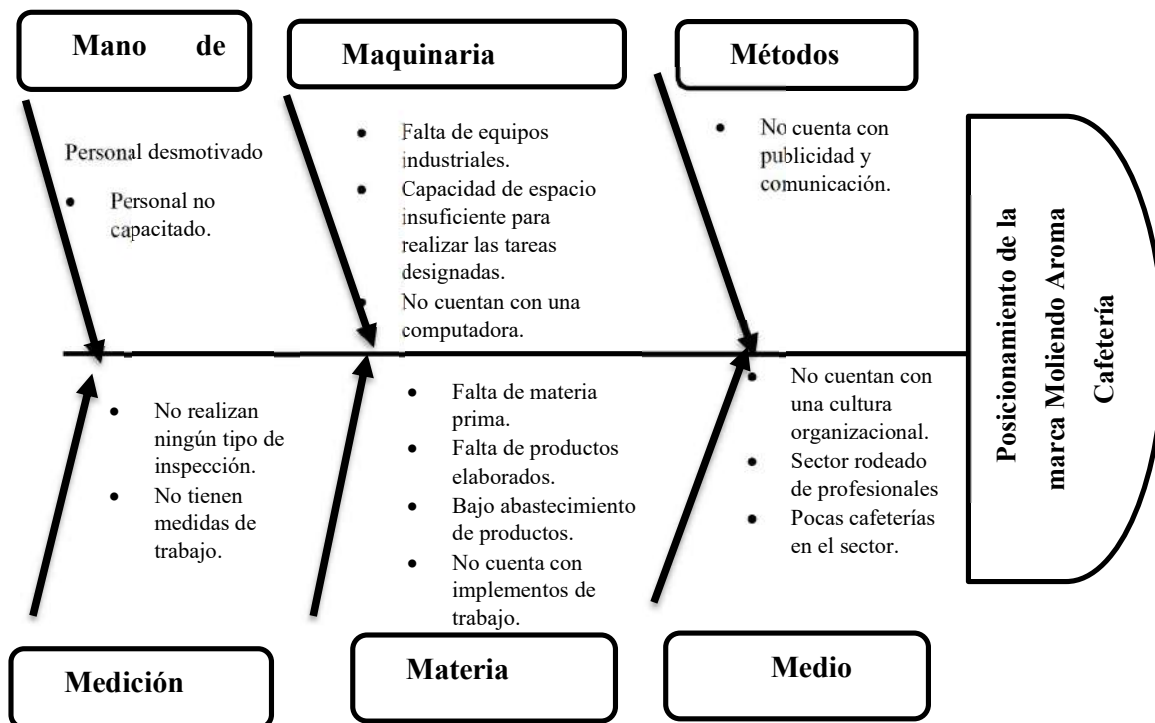 Mano de
Maquinaria
Métodos
Personal desmotivado
• Personal no
capacitado.
• Falta de equipos
industriales.
• Capacidad de espacio
insuficiente para
realizar las tareas
designadas.
• No cuentan con una
computadora.
• No cuenta con
publicidad y
comunicación.
Posicionamiento de la
marca Moliendo Aroma
Cafetería
• No realizan
ningún tipo de
inspección.
• No tienen
medidas de
trabajo.
• Falta de materia
prima.
• Falta de productos
elaborados.
• Bajo abastecimiento
de productos.
• No cuenta con
implementos de
trabajo.
• No cuentan con
una cultura
organizacional.
• Sector rodeado
de profesionales
• Pocas cafeterías
en el sector.
Medición
Materia
Medio